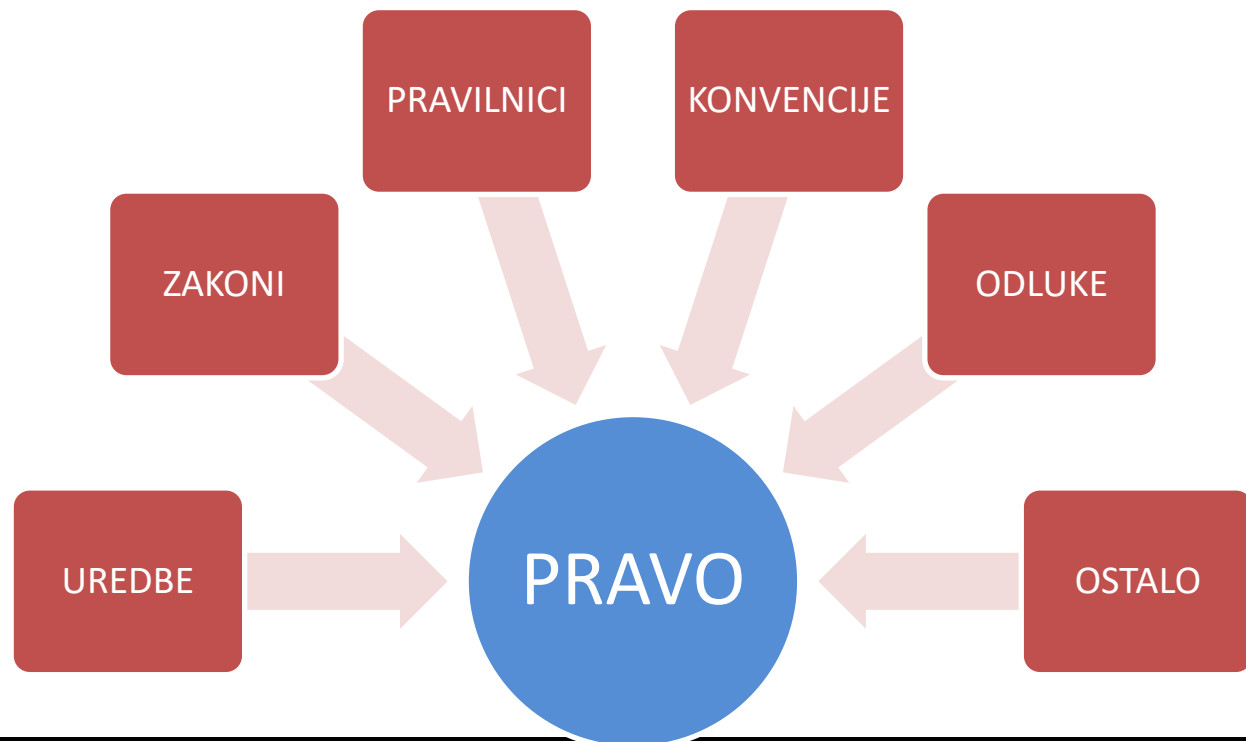 PRAVILNICI
KONVENCIJE
ZAKONI
ODLUKE
UREDBE
PRAVO
OSTALO